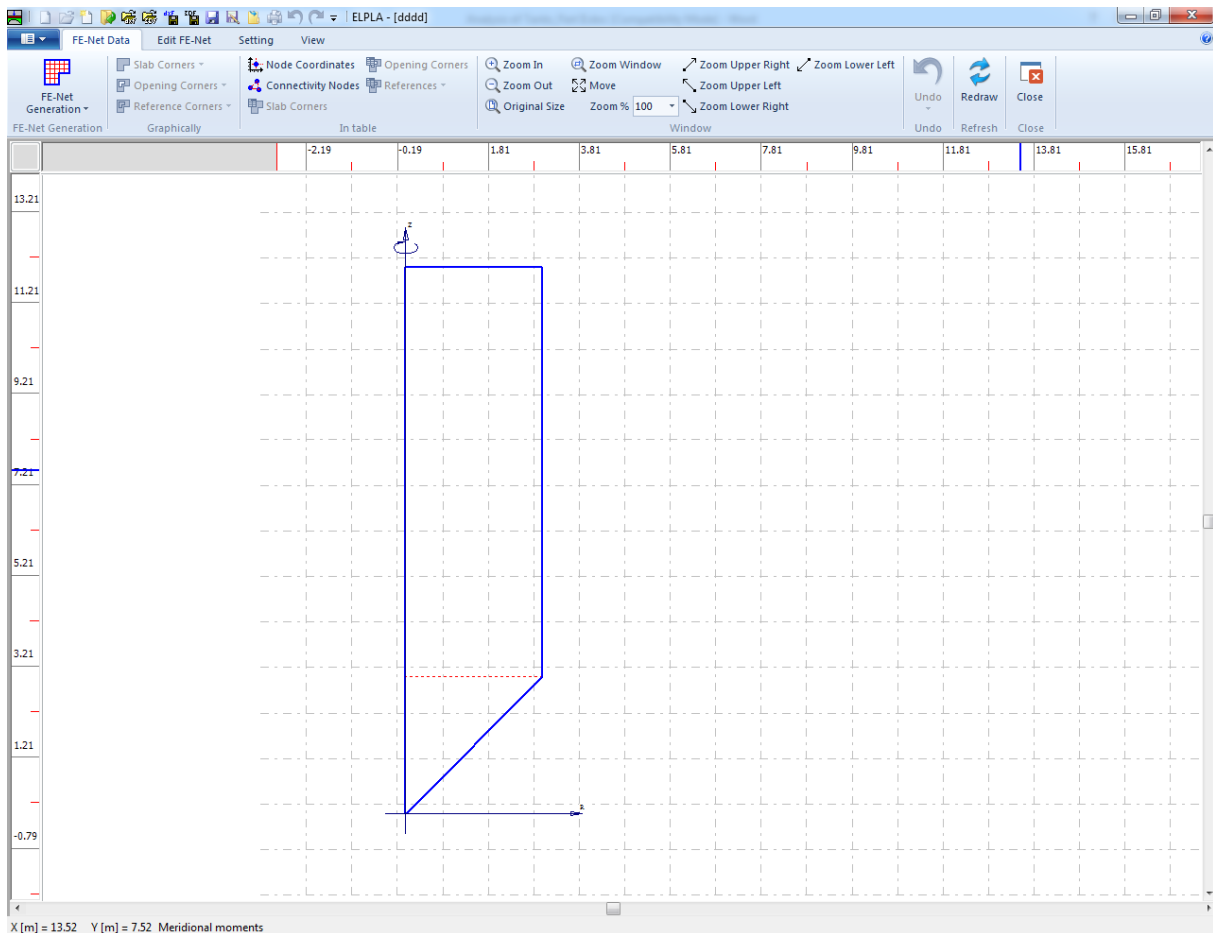 ELPLA - [dddd]
FE-Net Data Edit FE-Net Setting View
Slab Corners Node Coordinates Opening Corners Zoom In Zoom Window Zoom Upper Right Zoom Lower Left
Opening Corners Connectivity Nodes References Zoom Out Move Zoom Upper Left
FE-Net Generation Undo Redraw Close
Reference Corners Slab Corners Original Size Zoom % 100 Zoom Lower Right
FE-Net Generation Graphically In table Window Undo Refresh Close
-2.19 -0.19 1.81 3.81 5.81 7.81 9.81 11.81 13.81 15.81
13.21
z
11.21
9.21
7.21
5.21
3.21
1.21
-0.79
X [m] = 13.52 Y [m] = 7.52 Meridional moments